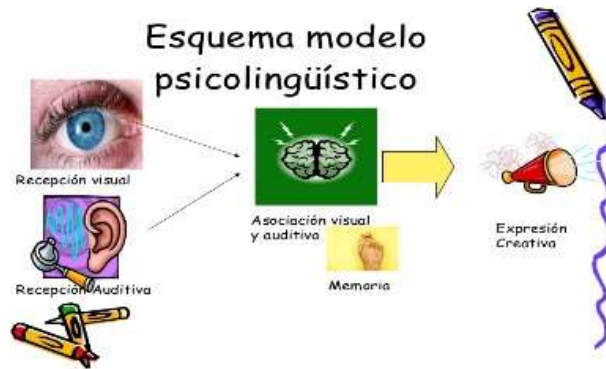 Esquema modelo
psicolingüístico
Recepción visual
Recepción Auditiva
Asociación visual
y auditiva
Memoria
Expresión
Creativa